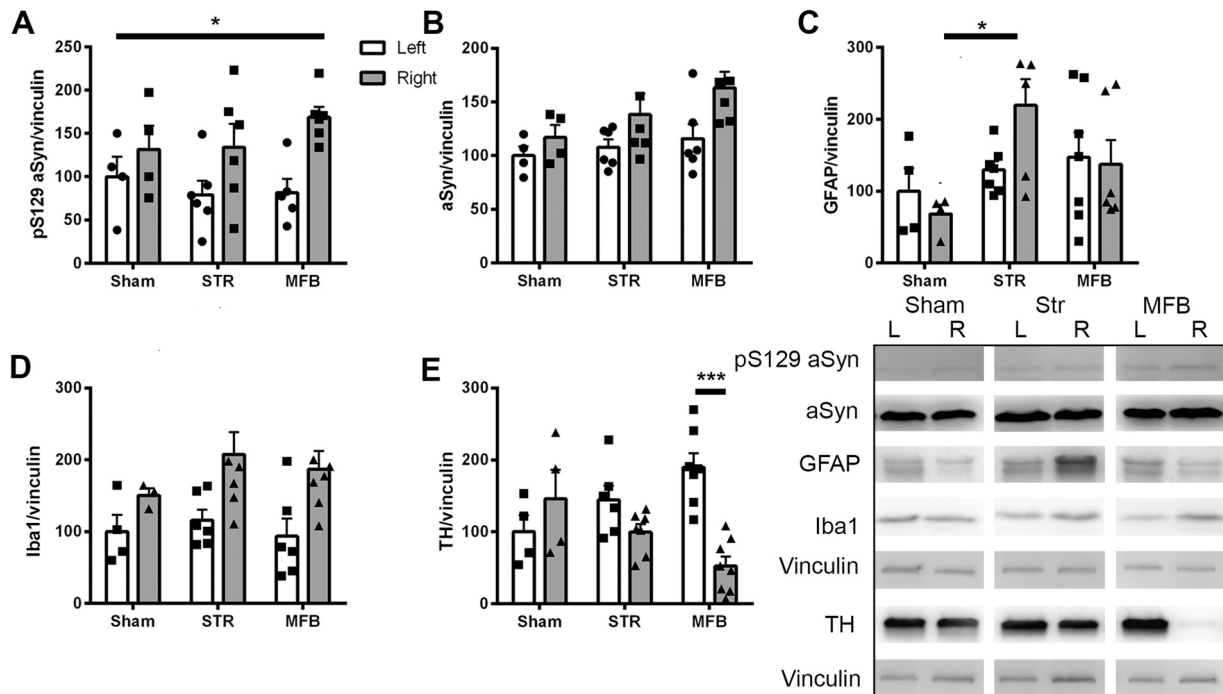 A
*
250
200
150
100
50
0
pS129 aSyn/vinculin
Sham STR MFB
Left
Right
B
200
150
100
50
0
aSyn/vinculin
Sham STR MFB
C
*
300
200
100
0
GFAP/vinculin
Sham STR MFB
D
300
200
100
0
Iba1/vinculin
Sham STR MFB
E
***
300
200
100
0
TH/vinculin
Sham STR MFB
Sham Str MFB
L R L R L R
pS129 aSyn
aSyn
GFAP
Iba1
Vinculin
TH
Vinculin